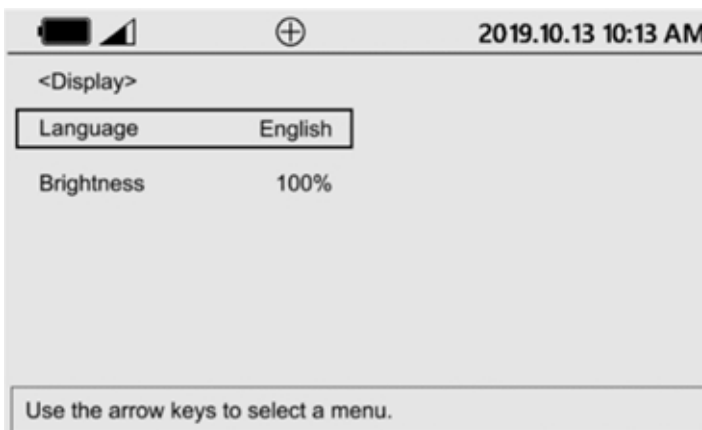 2019.10.13 10:13 AM
<Display>
Language English
Brightness 100%
Use the arrow keys to select a menu.